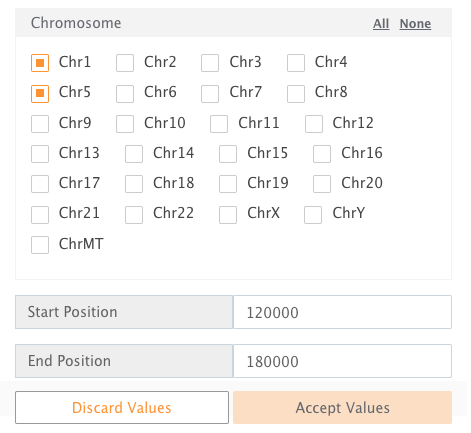 Chromosome All None
Chr1 Chr2 Chr3 Chr4
Chr5 Chr6 Chr7 Chr8
Chr9 Chr10 Chr11 Chr12
Chr13 Chr14 Chr15 Chr16
Chr17 Chr18 Chr19 Chr20
Chr21 Chr22 ChrX ChrY
ChrMT
Start Position 120000
End Position 180000
Discard Values Accept Values